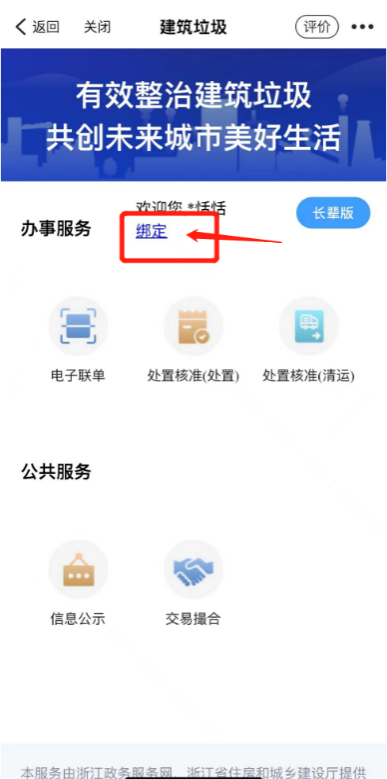 返回 关闭 建筑垃圾 评价
有效整治建筑垃圾
共创未来城市美好生活
办事服务
欢迎您 *恬恬
绑定
长辈版
电子联单 处置核准(处置) 处置核准(清运)
公共服务
信息公示 交易撮合
本服务由浙江政务服务网、浙江省住房和城乡建设厅提供